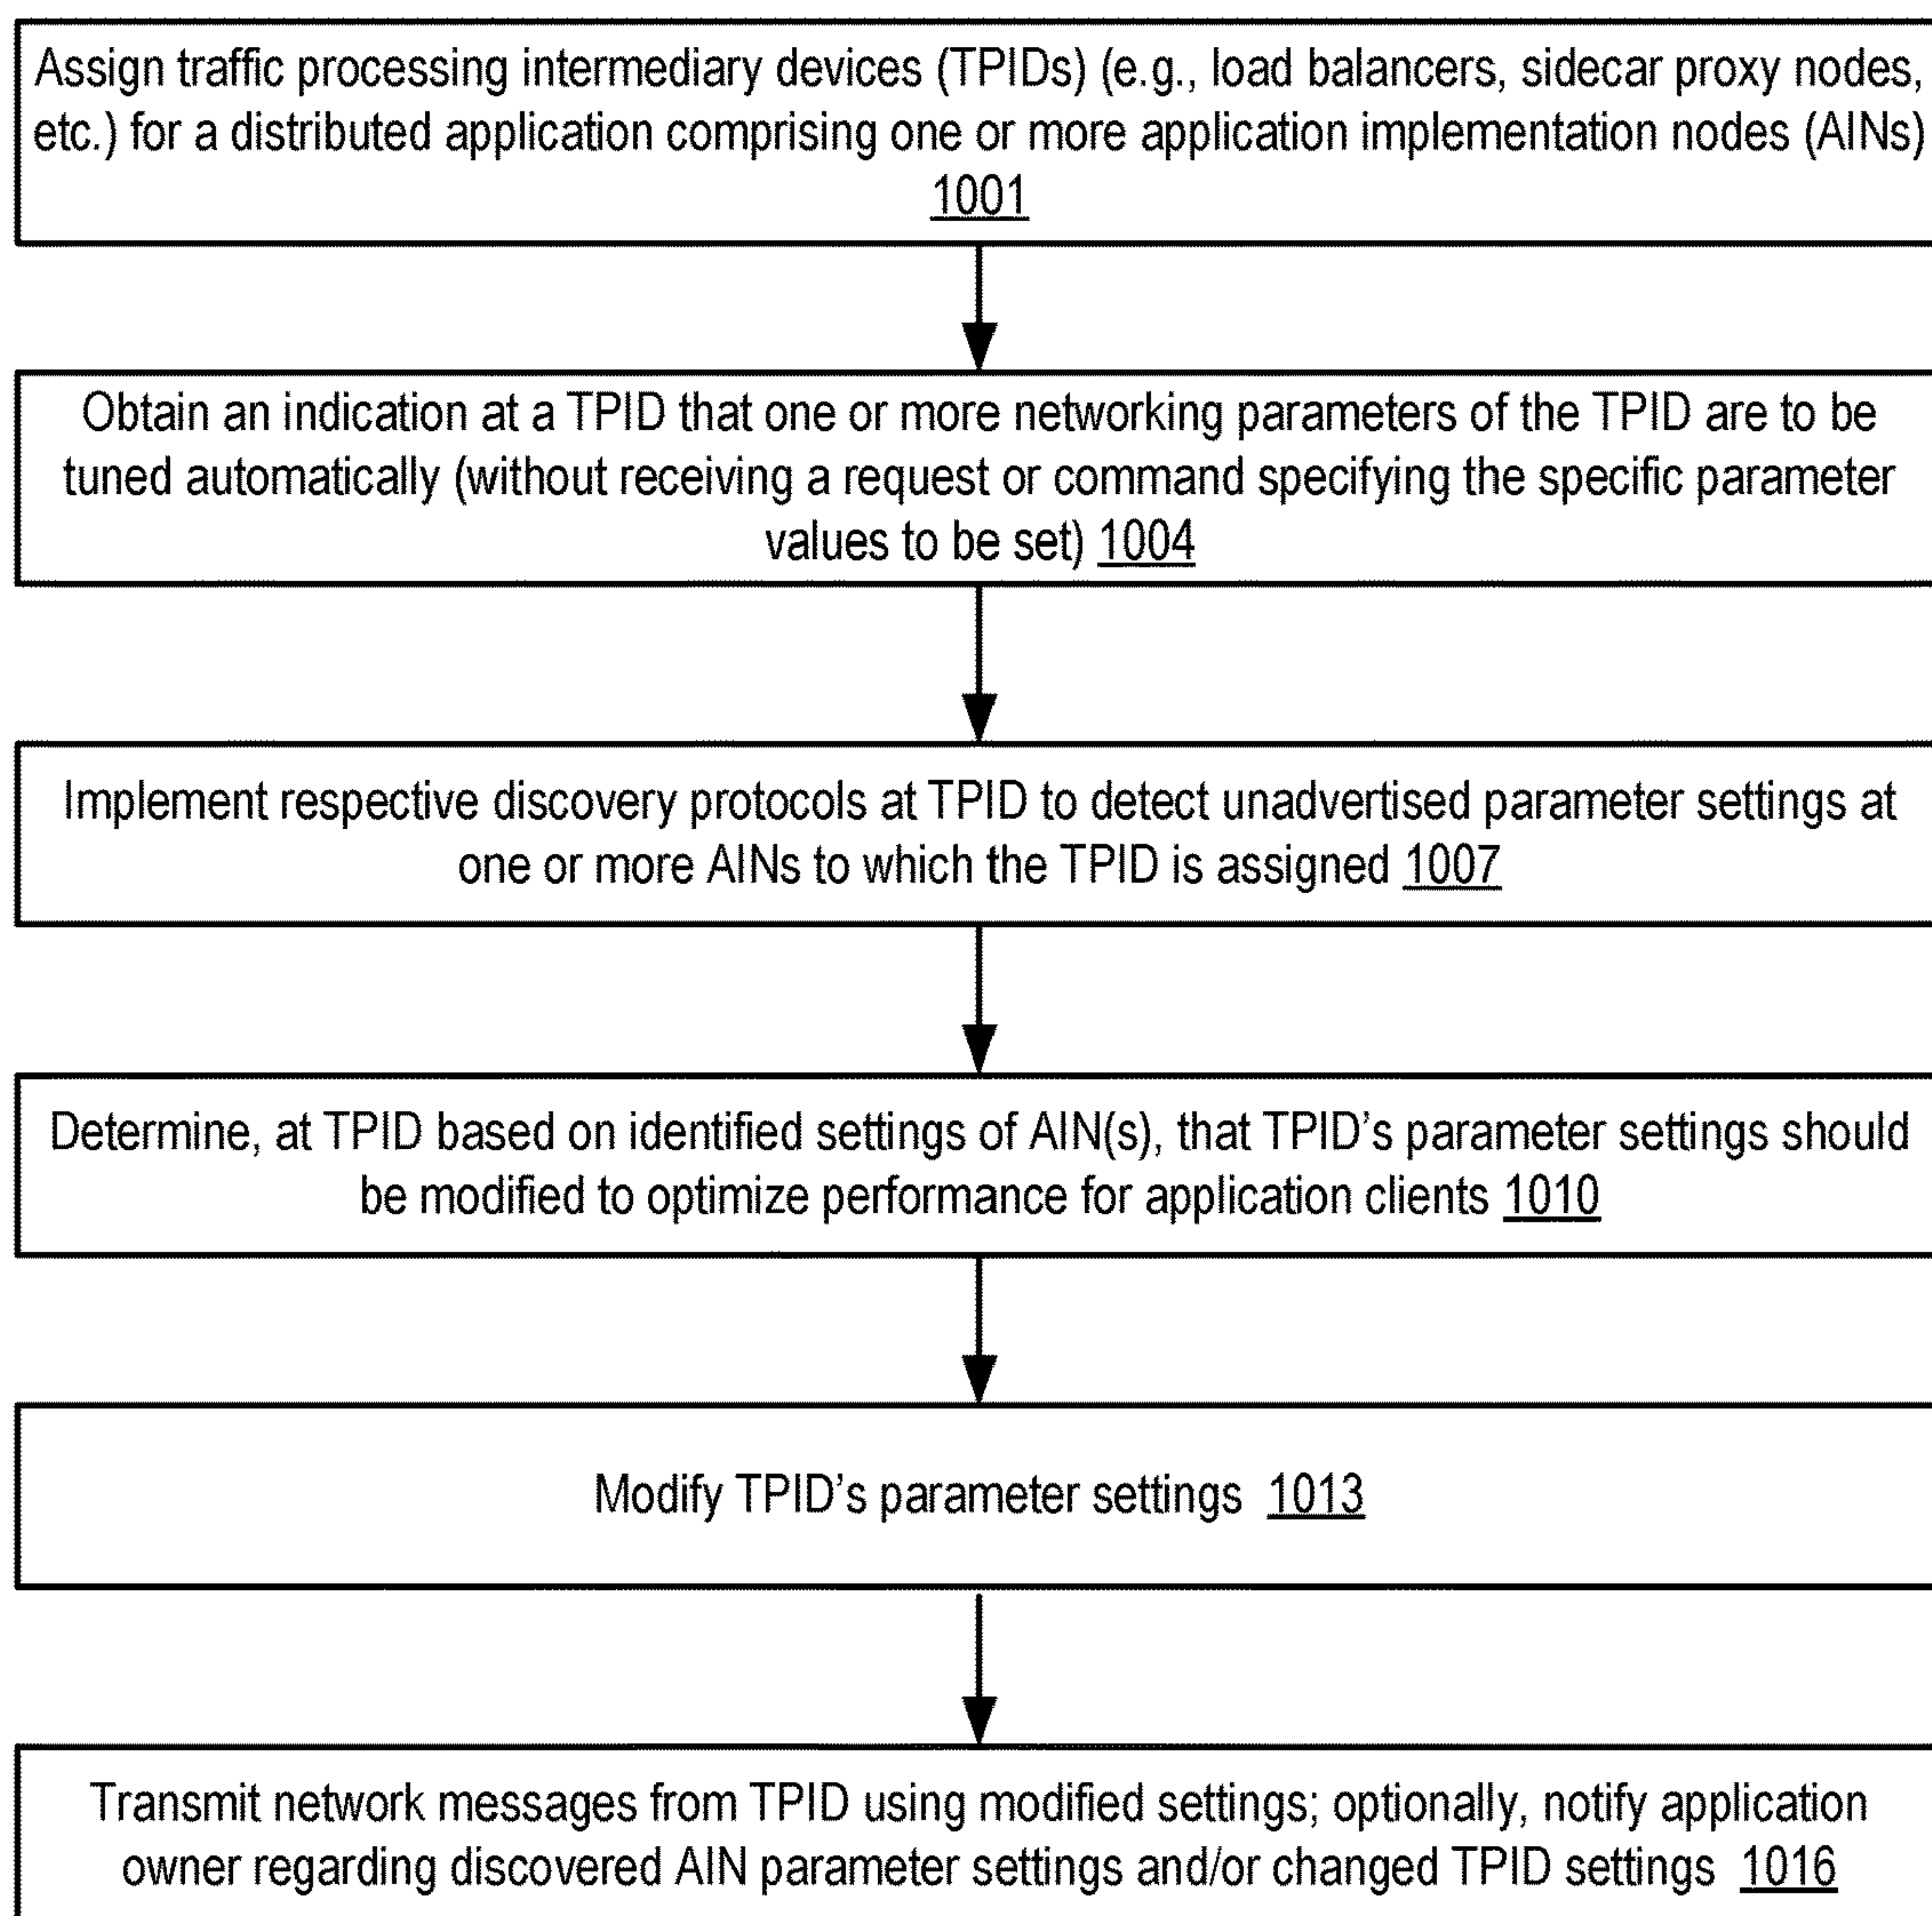 Assign traffic processing intermediary devices (TPIDs) (e.g., load balancers, sidecar proxy nodes,
etc.) for a distributed application comprising one or more application implementation nodes (AINs)
1001
Obtain an indication at a TPID that one or more networking parameters of the TPID are to be
tuned automatically (without receiving a request or command specifying the specific parameter
values to be set) 1004
Implement respective discovery protocols at TPID to detect unadvertised parameter settings at
one or more AINs to which the TPID is assigned 1007
Determine, at TPID based on identified settings of AIN(s), that TPID’s parameter settings should
be modified to optimize performance for application clients 1010
Modify TPID’s parameter settings 1013
Transmit network messages from TPID using modified settings; optionally, notify application
owner regarding discovered AIN parameter settings and/or changed TPID settings 1016